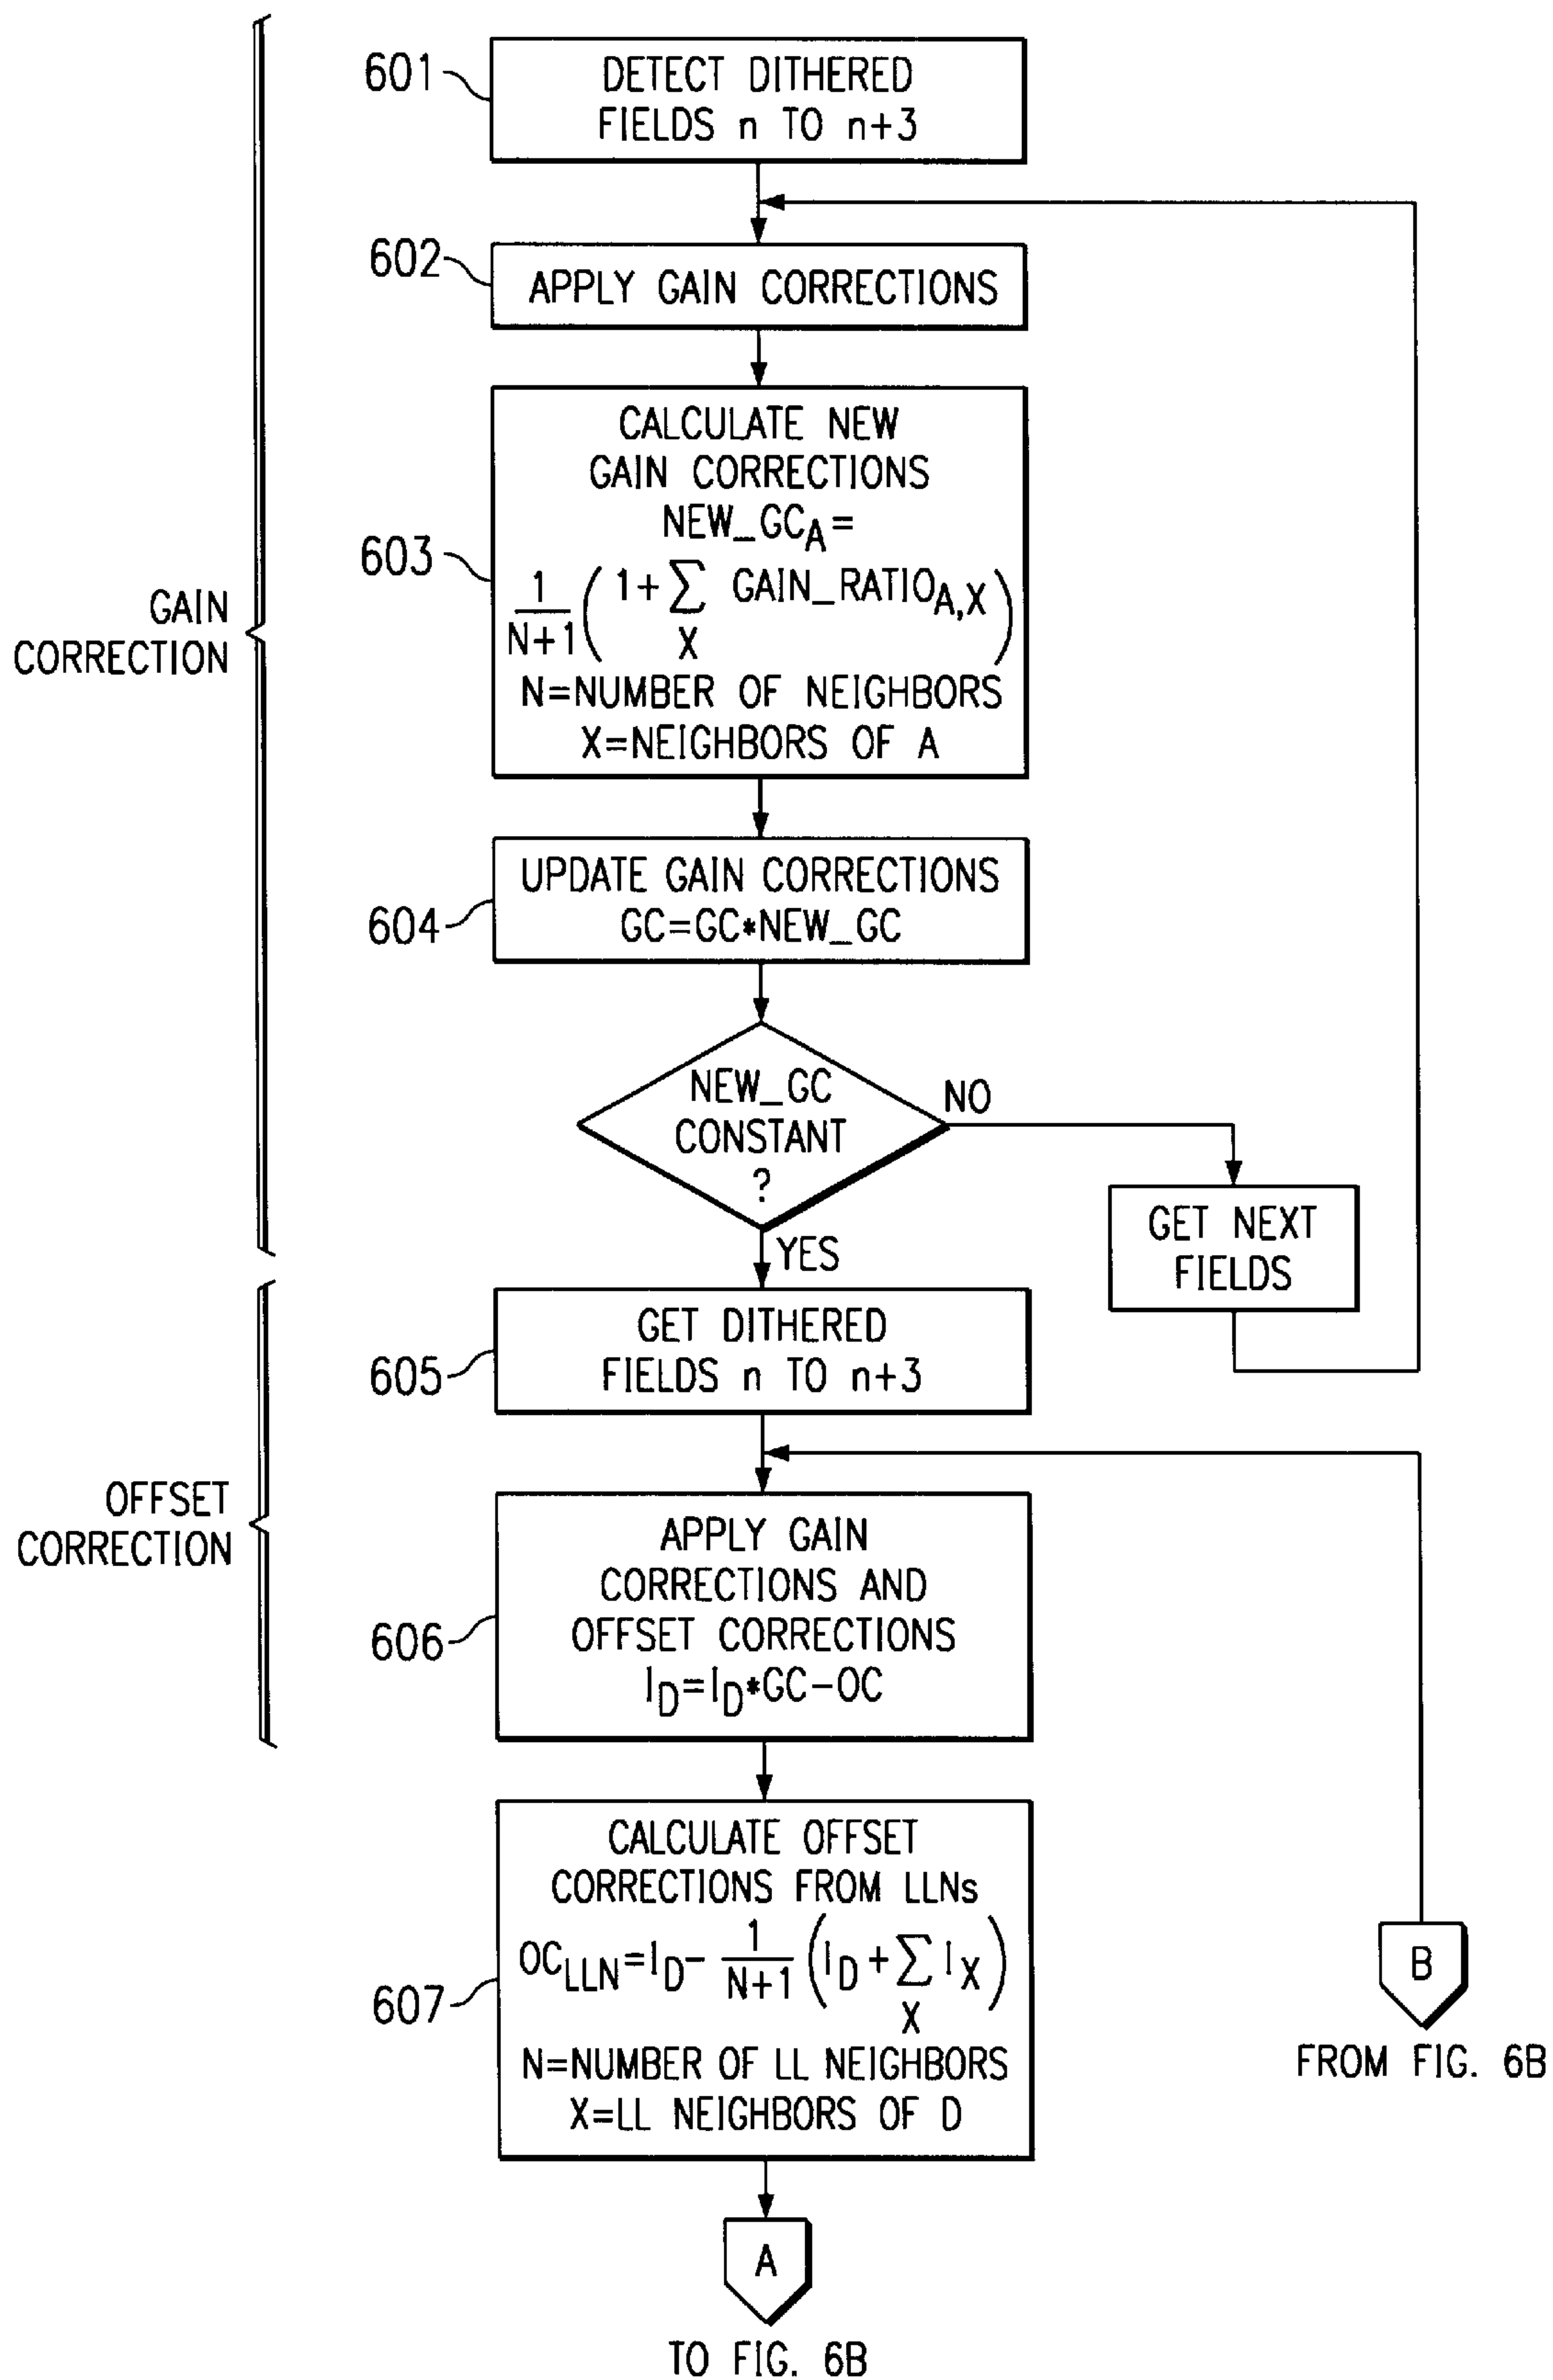 601
DETECT DITHERED
FIELDS n TO n+3
602
APPLY GAIN CORRECTIONS
603
CALCULATE NEW
GAIN CORRECTIONS
NEW_GC_A=
1/(N+1) ( 1+ ∑_X GAIN_RATIO_A,X )
N=NUMBER OF NEIGHBORS
X=NEIGHBORS OF A
GAIN
CORRECTION
604
UPDATE GAIN CORRECTIONS
GC=GC*NEW_GC
NEW_GC
CONSTANT
?
NO
GET NEXT
FIELDS
YES
605
GET DITHERED
FIELDS n TO n+3
OFFSET
CORRECTION
606
APPLY GAIN
CORRECTIONS AND
OFFSET CORRECTIONS
I_D=I_D*GC-OC
607
CALCULATE OFFSET
CORRECTIONS FROM LLNs
OC_LLN=I_D- 1/(N+1) ( I_D + ∑_X I_X )
N=NUMBER OF LL NEIGHBORS
X=LL NEIGHBORS OF D
B
FROM FIG. 6B
A
TO FIG. 6B